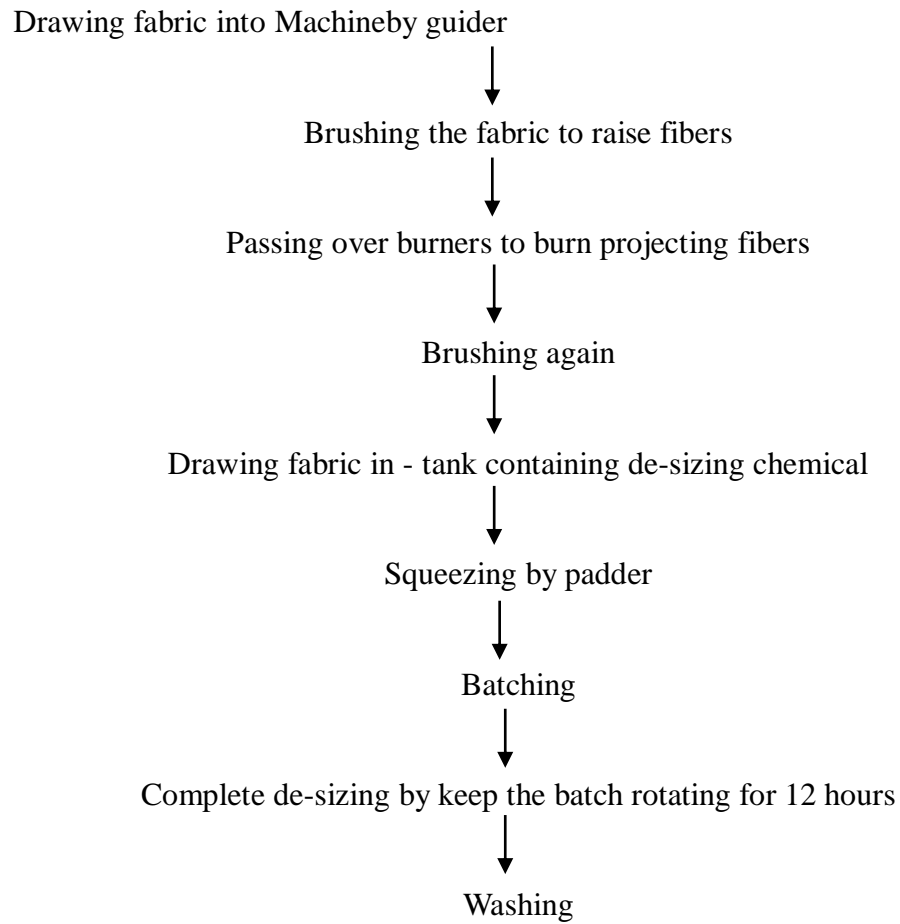 Drawing fabric into Machineby guider
Brushing the fabric to raise fibers
Passing over burners to burn projecting fibers
Brushing again
Drawing fabric in - tank containing de-sizing chemical
Squeezing by padder
Batching
Complete de-sizing by keep the batch rotating for 12 hours
Washing